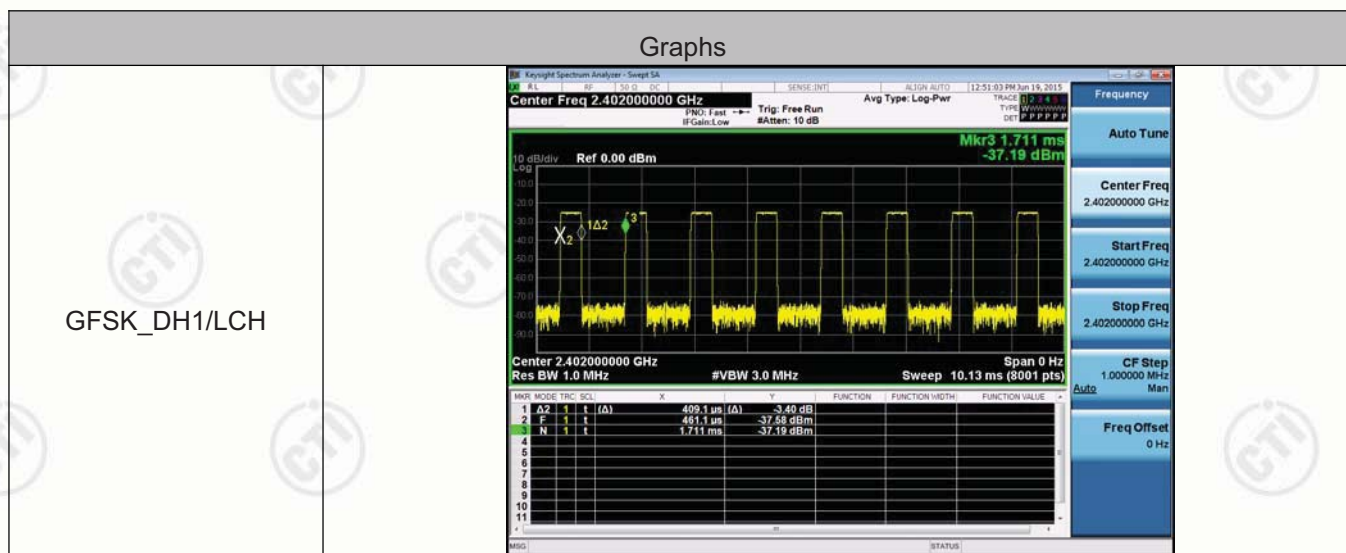 Graphs
GFSK_DH1/LCH
Keysight Spectrum Analyzer - Swept SA
RL RF 50 Ω DC SENSE:INT ALIGN AUTO 12:51:03 PM Jun 19, 2015
Center Freq 2.402000000 GHz
PNO: Fast
IFGain:Low
Trig: Free Run
#Atten: 10 dB
Avg Type: Log-Pwr
TRACE 1 2 3 4 5
TYPE W
DET P P P P P P
Mkr3 1.711 ms
-37.19 dBm
10 dB/div Ref 0.00 dBm
Log
-10.0
-20.0
-30.0
-40.0
-50.0
-60.0
-70.0
-80.0
-90.0
X2 1Δ2 3
Center 2.402000000 GHz Span 0 Hz
Res BW 1.0 MHz #VBW 3.0 MHz Sweep 10.13 ms (8001 pts)
MKR MODE TRC SCL X Y FUNCTION FUNCTION WIDTH FUNCTION VALUE
1 Δ2 1 t (Δ) 409.1 µs (Δ) -3.40 dB
2 F 1 t 461.1 µs -37.58 dBm
3 N 1 t 1.711 ms -37.19 dBm
4
5
6
7
8
9
10
11
MSG STATUS
Frequency
Auto Tune
Center Freq
2.402000000 GHz
Start Freq
2.402000000 GHz
Stop Freq
2.402000000 GHz
CF Step
1.000000 MHz
Auto Man
Freq Offset
0 Hz
CTI
CTI
CTI
CTI
CTI
CTI